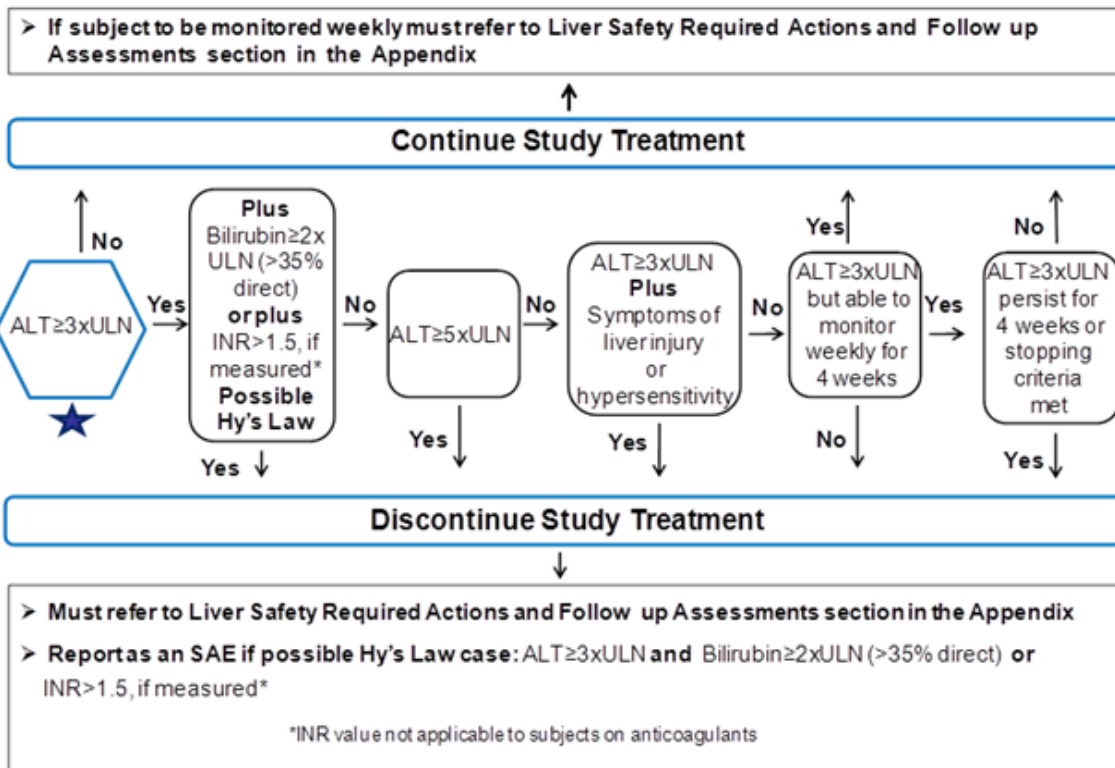 ➢ If subject to be monitored weekly must refer to Liver Safety Required Actions and Follow up
Assessments section in the Appendix
Continue Study Treatment
No
ALT≥3xULN
Yes
Plus
Bilirubin≥2x
ULN (>35%
direct)
or plus
INR>1.5, if
measured*
Possible
Hy's Law
Yes
No
ALT≥5xULN
Yes
No
ALT≥3xULN
Plus
Symptoms of
liver injury
or
hypersensitivity
Yes
No
Yes
ALT≥3xULN
but able to
monitor
weekly for
4 weeks
No
Yes
No
ALT≥3xULN
persist for
4 weeks or
stopping
criteria
met
Yes
Discontinue Study Treatment
➢ Must refer to Liver Safety Required Actions and Follow up Assessments section in the Appendix
➢ Report as an SAE if possible Hy's Law case: ALT≥3xULN and Bilirubin≥2xULN (>35% direct) or
INR>1.5, if measured*
*INR value not applicable to subjects on anticoagulants